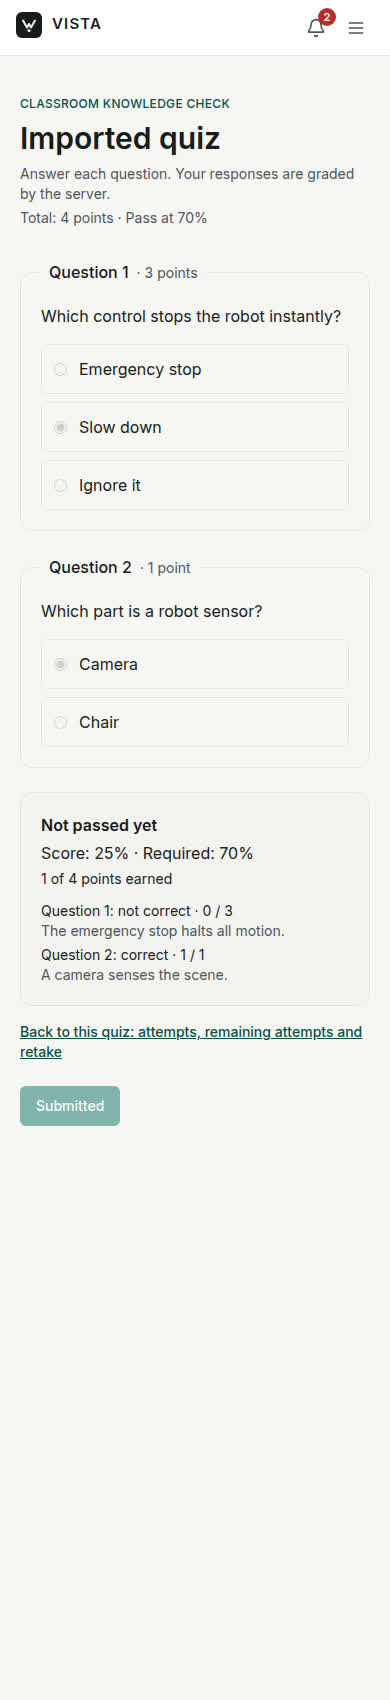 VISTA
2
CLASSROOM KNOWLEDGE CHECK
Imported quiz
Answer each question. Your responses are graded
by the server.
Total: 4 points · Pass at 70%
Question 1 · 3 points
Which control stops the robot instantly?
Emergency stop
Slow down
Ignore it
Question 2 · 1 point
Which part is a robot sensor?
Camera
Chair
Not passed yet
Score: 25% · Required: 70%
1 of 4 points earned
Question 1: not correct · 0 / 3
The emergency stop halts all motion.
Question 2: correct · 1 / 1
A camera senses the scene.
Back to this quiz: attempts, remaining attempts and
retake
Submitted